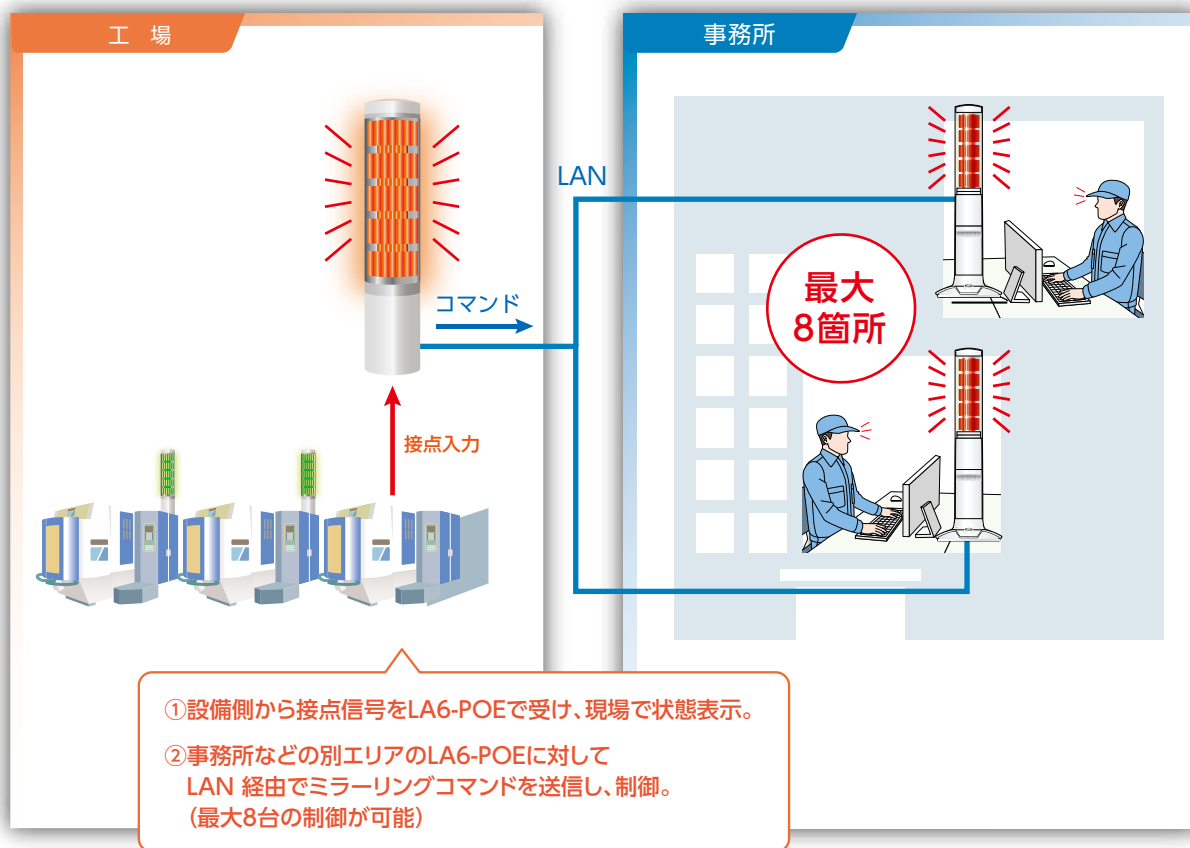 工 場
事務所
LAN
コマンド
最大
8箇所
接点入力
①設備側から接点信号をLA6-POEで受け、現場で状態表示。
②事務所などの別エリアのLA6-POEに対して
LAN 経由でミラーリングコマンドを送信し、制御。
(最大8台の制御が可能)